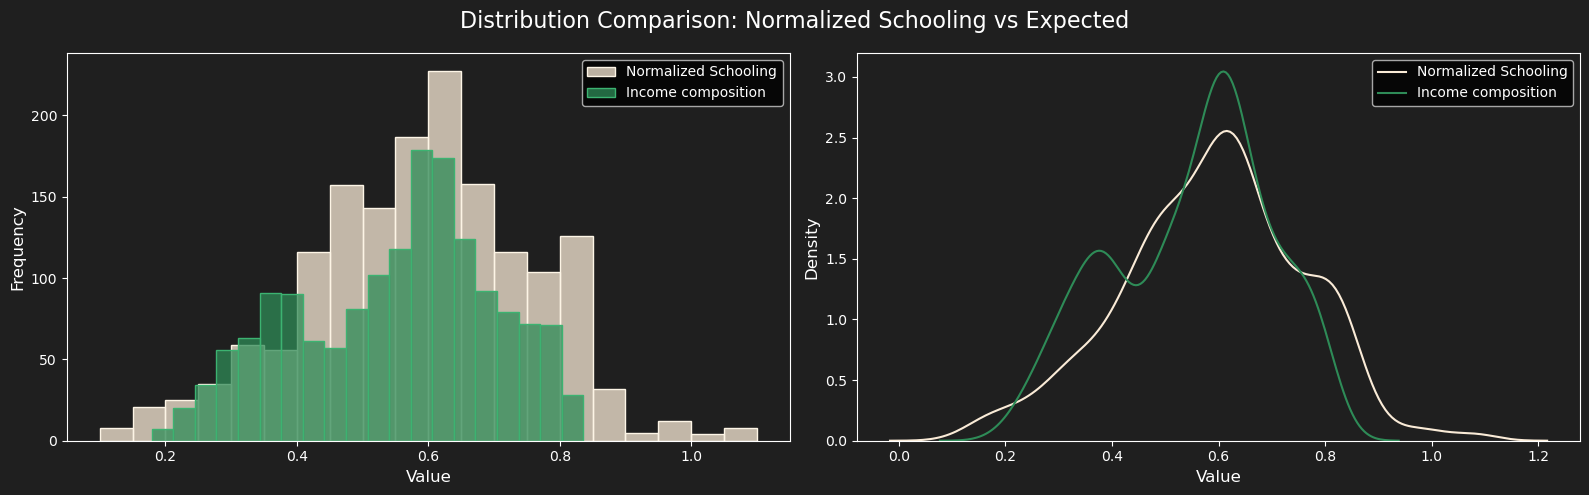 Distribution Comparison: Normalized Schooling vs Expected
Normalized Schooling
Income composition
Frequency
200
150
100
50
0
0.2 0.4 0.6 0.8 1.0
Value
Normalized Schooling
Income composition
Density
3.0
2.5
2.0
1.5
1.0
0.5
0.0
0.0 0.2 0.4 0.6 0.8 1.0 1.2
Value